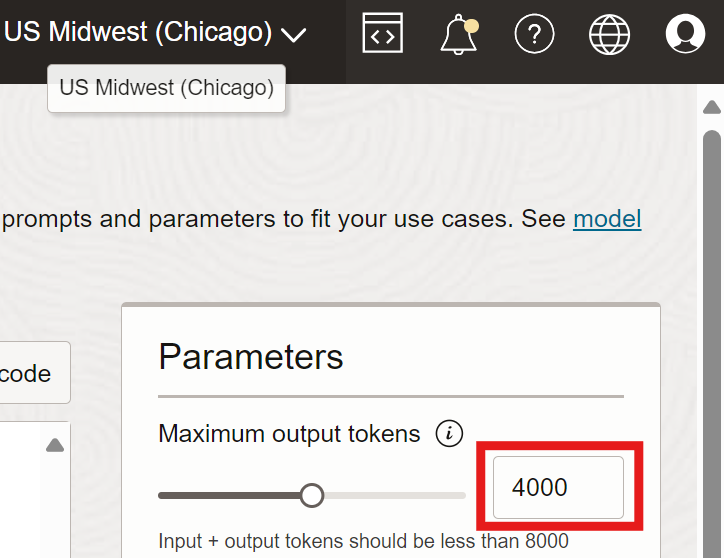 US Midwest (Chicago)
US Midwest (Chicago)
prompts and parameters to fit your use cases. See model
code
Parameters
Maximum output tokens i
4000
Input + output tokens should be less than 8000